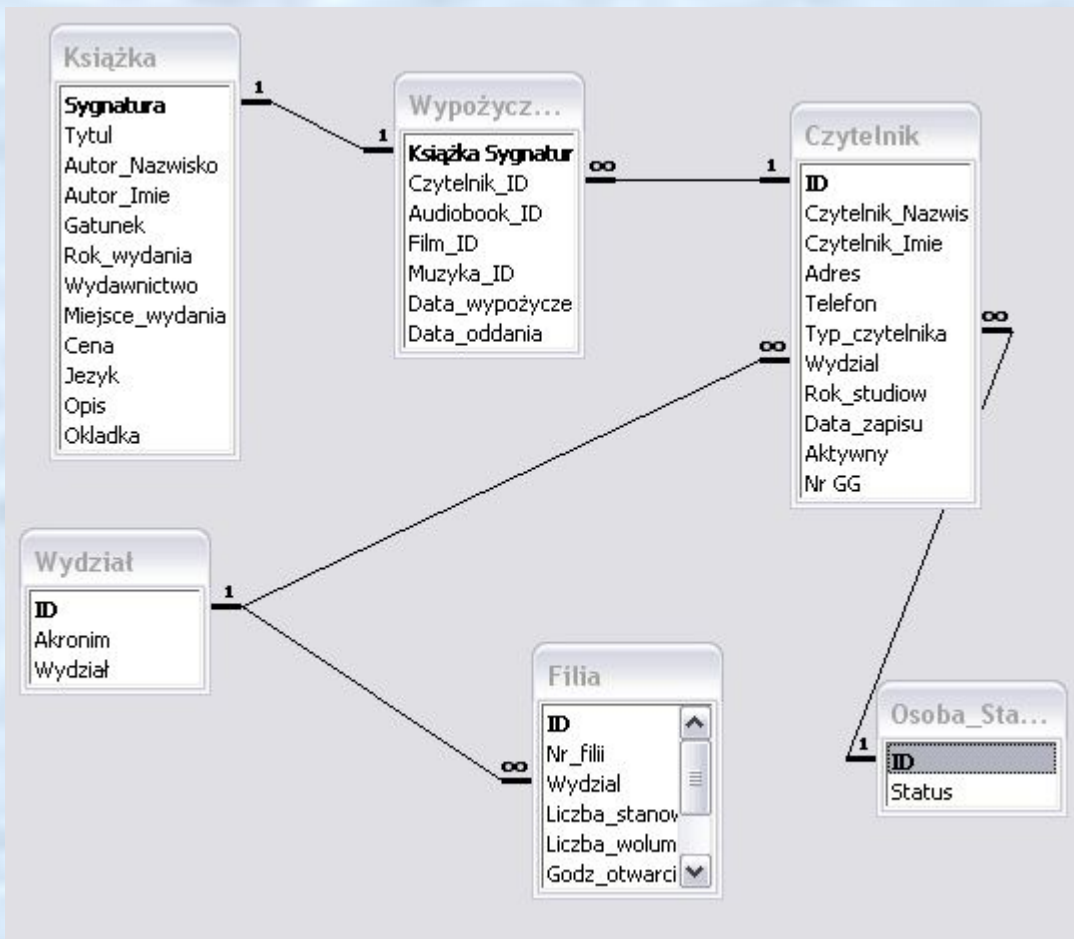 Książka
Sygnatura
Tytul
Autor_Nazwisko
Autor_Imie
Gatunek
Rok_wydania
Wydawnictwo
Miejsce_wydania
Cena
Jezyk
Opis
Okladka
1
1
Wypożycz...
Książka Sygnatur
Czytelnik_ID
Audiobook_ID
Film_ID
Muzyka_ID
Data_wypożycze
Data_oddania
∞
1
Czytelnik
ID
Czytelnik_Nazwis
Czytelnik_Imie
Adres
Telefon
Typ_czytelnika
Wydzial
Rok_studiow
Data_zapisu
Aktywny
Nr GG
∞
∞
Wydział
ID
Akronim
Wydział
1
∞
Filia
ID
Nr_filii
Wydzial
Liczba_stanow
Liczba_wolum
Godz_otwarci
1
Osoba_Sta...
ID
Status